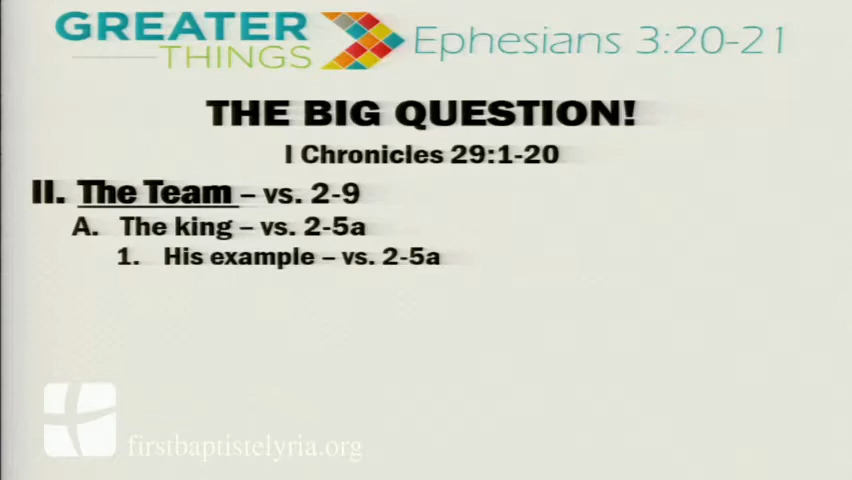 GREATER
THINGS
Ephesians 3:20-21
THE BIG QUESTION!
I Chronicles 29:1-20
II. The Team – vs. 2-9
A. The king – vs. 2-5a
1. His example – vs. 2-5a
firstbaptistelyria.org